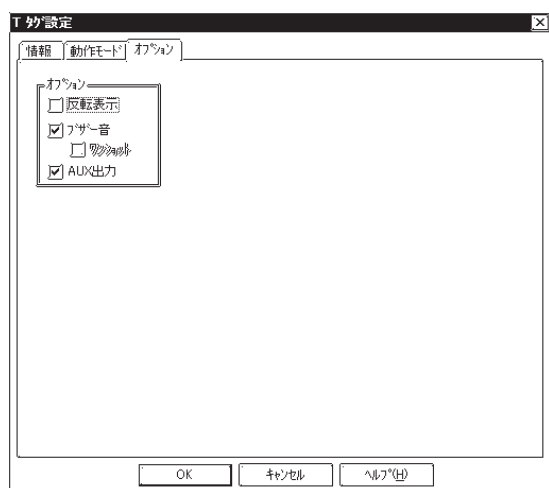 T ﾀｸﾞ設定
情報 動作ﾓｰﾄﾞ ｵﾌﾟｼｮﾝ
ｵﾌﾟｼｮﾝ
反転表示
ﾌﾞｻﾞｰ音
ﾜﾝｼｮｯﾄ
AUX出力
OK ｷｬﾝｾﾙ ﾍﾙﾌﾟ(H)